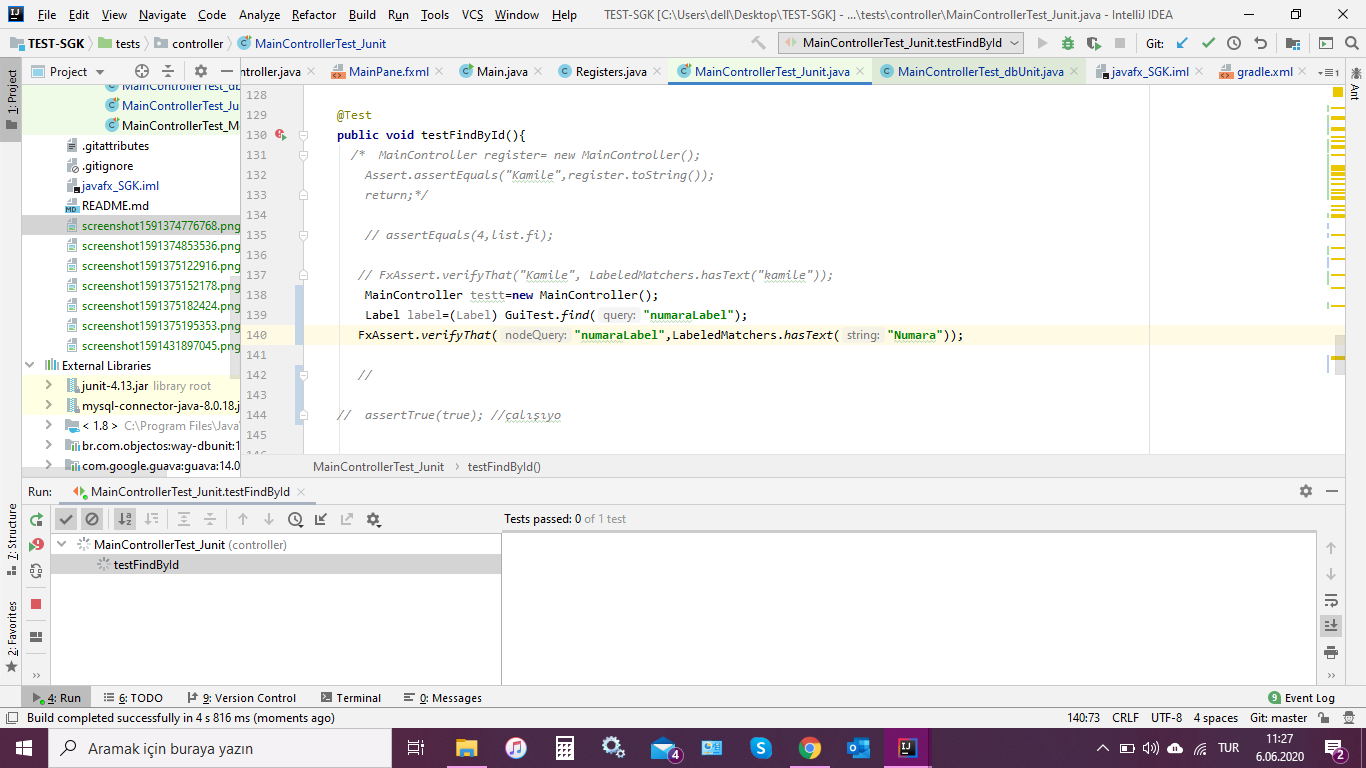 File Edit View Navigate Code Analyze Refactor Build Run Tools VCS Window Help TEST-SGK [C:\Users\dell\Desktop\TEST-SGK] - ...\tests\controller\MainControllerTest_Junit.java - IntelliJ IDEA
TEST-SGK tests controller MainControllerTest_Junit MainControllerTest_Junit.testFindById Git:
Project ntroller.java MainPane.fxml Main.java Registers.java MainControllerTest_Junit.java MainControllerTest_dbUnit.java javafx_SGK.iml gradle.xml 1
1: Project
Ant
MainControllerTest_du
MainControllerTest_Ju
MainControllerTest_M
.gitattributes
.gitignore
javafx_SGK.iml
README.md
screenshot1591374776768.png
screenshot1591374853536.png
screenshot1591375122916.png
screenshot1591375152178.png
screenshot1591375182424.png
screenshot1591375195353.png
screenshot1591431897045.png
External Libraries
junit-4.13.jar library root
mysql-connector-java-8.0.18.j
< 1.8 > C:\Program Files\Java\
br.com.objectos:way-dbunit:1
com.google.guava:guava:14.0
128
129 @Test
130 public void testFindById(){
131 /* MainController register= new MainController();
132 Assert.assertEquals("Kamile",register.toString());
133 return;*/
134
135 // assertEquals(4,list.fi);
136
137 // FxAssert.verifyThat("Kamile", LabeledMatchers.hasText("kamile"));
138 MainController testt=new MainController();
139 Label label=(Label) GuiTest.find( query: "numaraLabel");
140 FxAssert.verifyThat( nodeQuery: "numaraLabel",LabeledMatchers.hasText( string: "Numara"));
141
142 //
143
144 // assertTrue(true); //çalışıyo
145
MainControllerTest_Junit testFindById()
Run: MainControllerTest_Junit.testFindById
Tests passed: 0 of 1 test
MainControllerTest_Junit (controller)
testFindById
7: Structure
2: Favorites
4: Run 6: TODO 9: Version Control Terminal 0: Messages 9 Event Log
Build completed successfully in 4 s 816 ms (moments ago) 140:73 CRLF UTF-8 4 spaces Git: master
Aramak için buraya yazın 4 TUR 11:27
6.06.2020 2